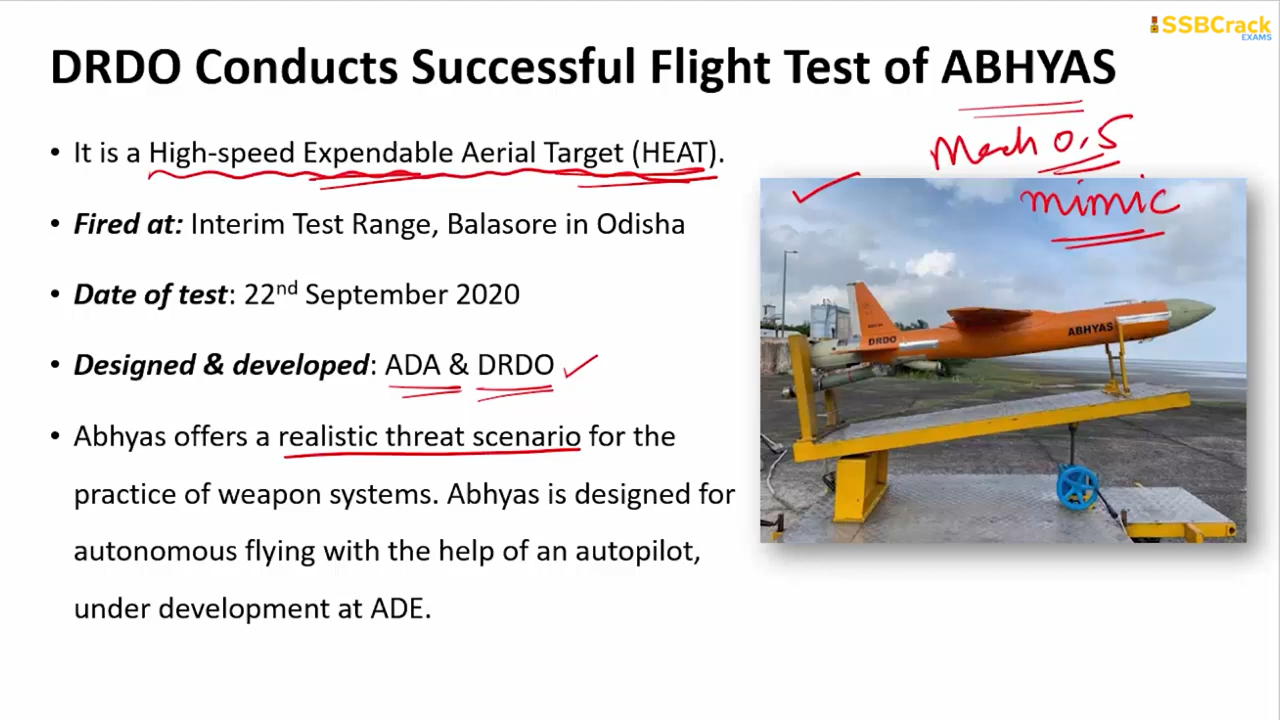 SSBCrack
EXAMS
DRDO Conducts Successful Flight Test of ABHYAS
Mach 0.5
mimic
• It is a High-speed Expendable Aerial Target (HEAT).
• Fired at: Interim Test Range, Balasore in Odisha
• Date of test: 22nd September 2020
• Designed & developed: ADA & DRDO
• Abhyas offers a realistic threat scenario for the
practice of weapon systems. Abhyas is designed for
autonomous flying with the help of an autopilot,
under development at ADE.
DRDO
ABHYAS